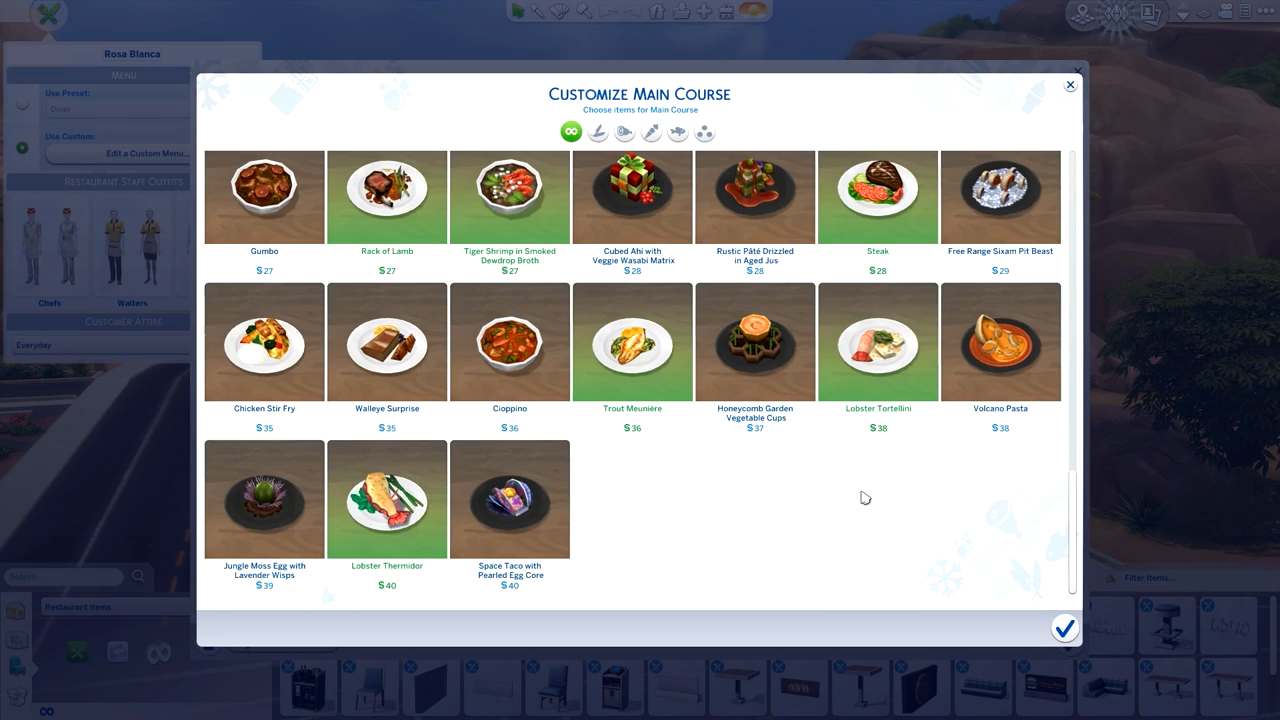 Rosa Blanca
MENU
Use Preset:
Diner
Use Custom:
Edit a Custom Menu...
RESTAURANT STAFF OUTFITS
Chefs
Waiters
CUSTOMER ATTIRE
Everyday
CUSTOMIZE MAIN COURSE
Choose items for Main Course
Gumbo
§27
Rack of Lamb
§27
Tiger Shrimp in Smoked
Dewdrop Broth
§27
Cubed Ahi with
Veggie Wasabi Matrix
§28
Rustic Pâté Drizzled
in Aged Jus
§28
Steak
§28
Free Range Sixam Pit Beast
§29
Chicken Stir Fry
§35
Walleye Surprise
§35
Cioppino
§36
Trout Meunière
§36
Honeycomb Garden
Vegetable Cups
§37
Lobster Tortellini
§38
Volcano Pasta
§38
Jungle Moss Egg with
Lavender Wisps
§39
Lobster Thermidor
§40
Space Taco with
Pearled Egg Core
§40
Search
Restaurant Items
Filter Items...